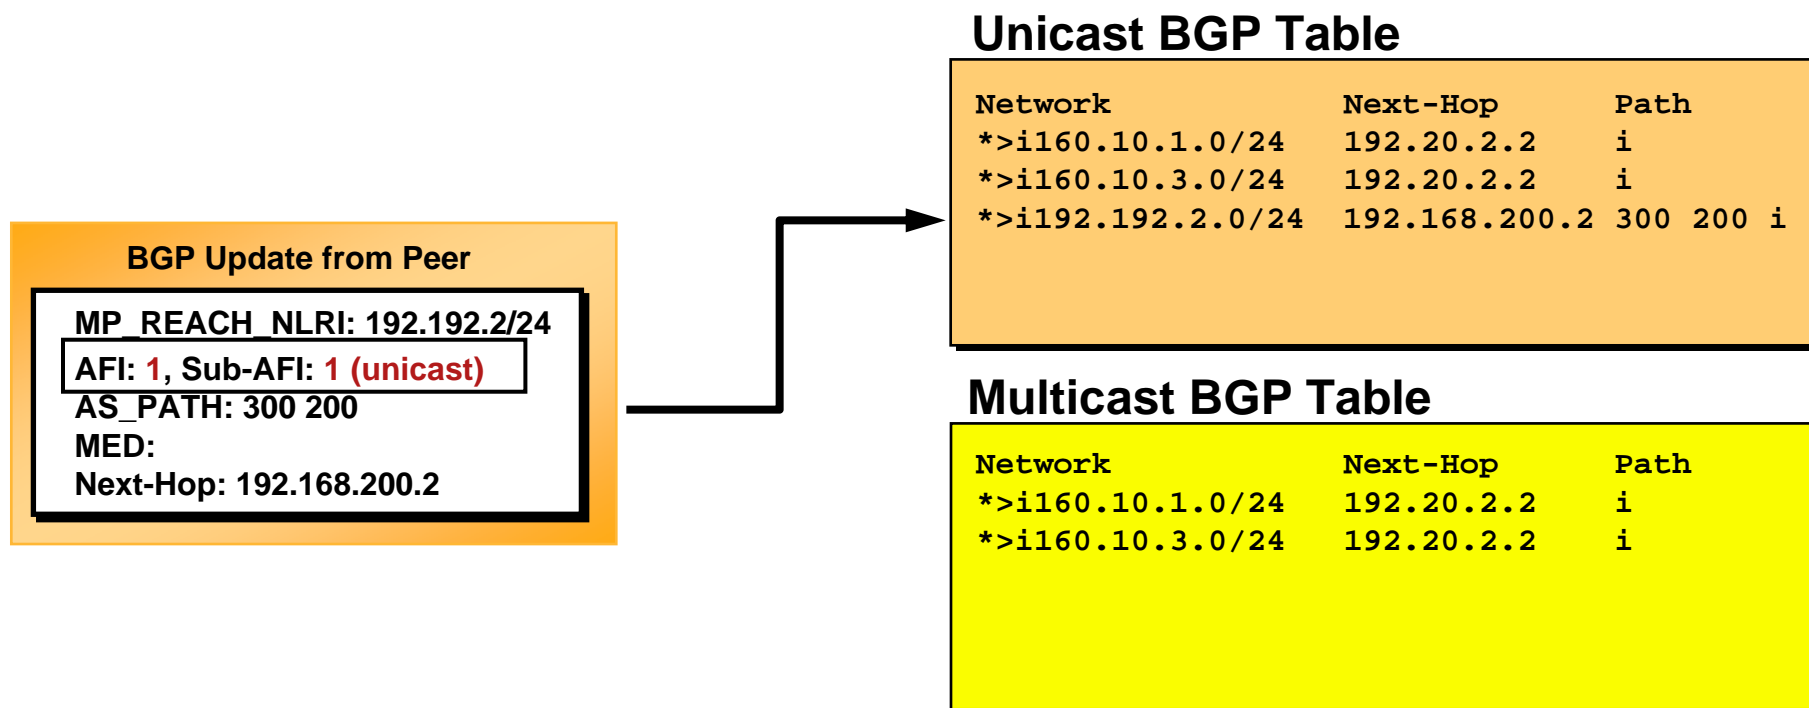 Unicast BGP Table
Network Next-Hop Path
*>i160.10.1.0/24 192.20.2.2 i
*>i160.10.3.0/24 192.20.2.2 i
*>i192.192.2.0/24 192.168.200.2 300 200 i
BGP Update from Peer
MP_REACH_NLRI: 192.192.2/24
AFI: 1, Sub-AFI: 1 (unicast)
AS_PATH: 300 200
MED:
Next-Hop: 192.168.200.2
Multicast BGP Table
Network Next-Hop Path
*>i160.10.1.0/24 192.20.2.2 i
*>i160.10.3.0/24 192.20.2.2 i